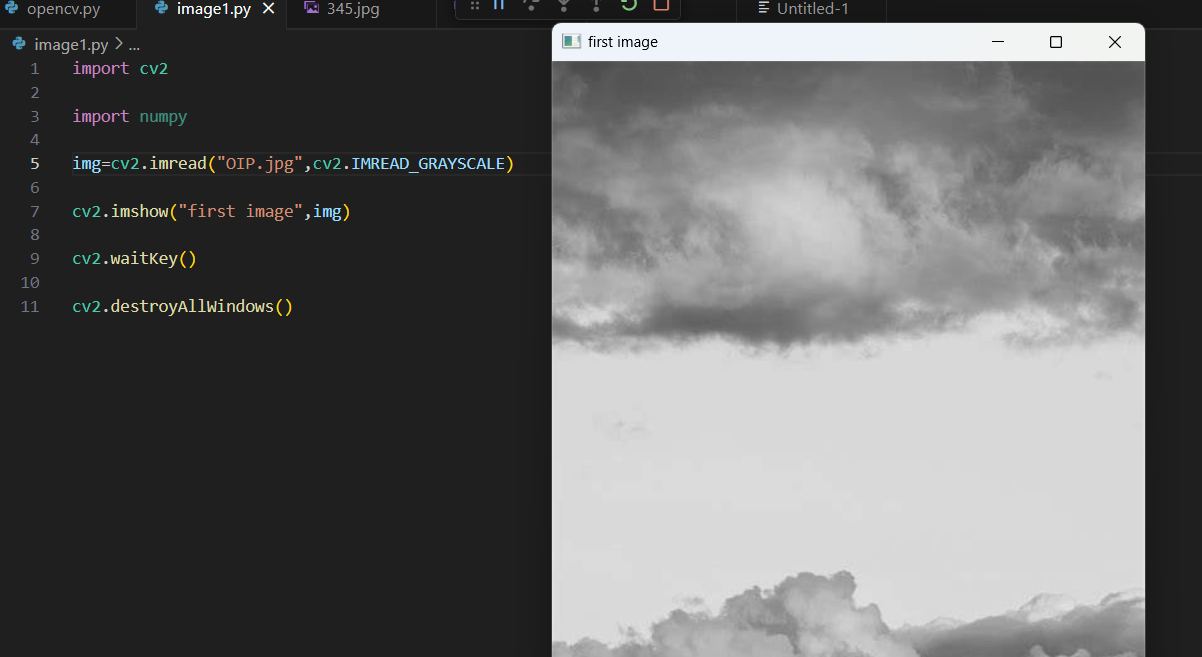 opencv.py image1.py 345.jpg Untitled-1
image1.py > ...
1 import cv2
2
3 import numpy
4
5 img=cv2.imread("OIP.jpg",cv2.IMREAD_GRAYSCALE)
6
7 cv2.imshow("first image",img)
8
9 cv2.waitKey()
10
11 cv2.destroyAllWindows()
first image